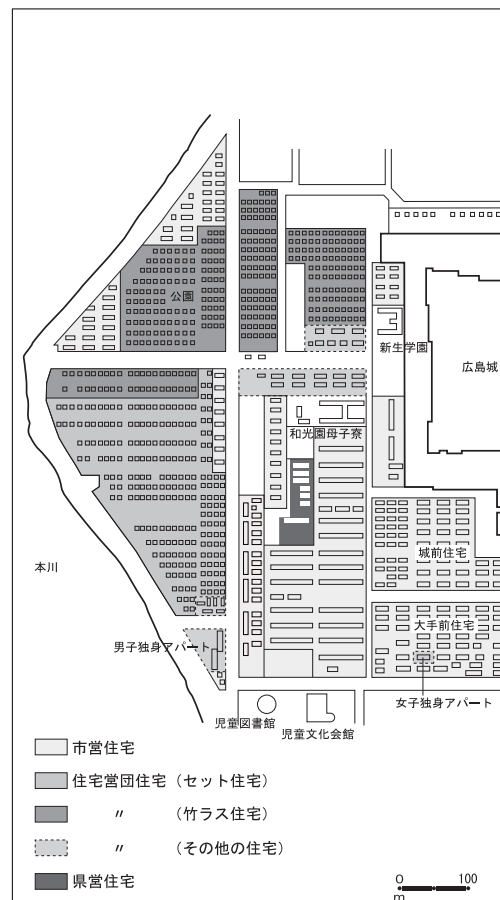 公園
新生学園
広島城
和光園母子寮
城前住宅
本川
大手前住宅
男子独身アパート
女子独身アパート
児童図書館
児童文化会館
市営住宅
住宅営団住宅(セット住宅)
〃 (竹ラス住宅)
〃 (その他の住宅)
県営住宅
0 100
m